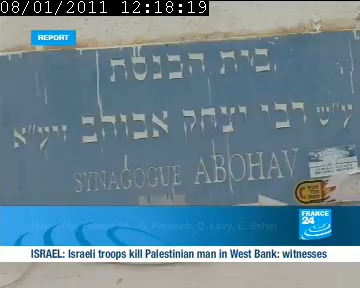 08/01/2011 12:18:19
REPORT
בית הכנסת
ע"ש רבי יצחק אבוהב זיע"א
SYNAGOGUE ABOHAV
FRANCE
24
ISRAEL: Israeli troops kill Palestinian man in West Bank: witnesses